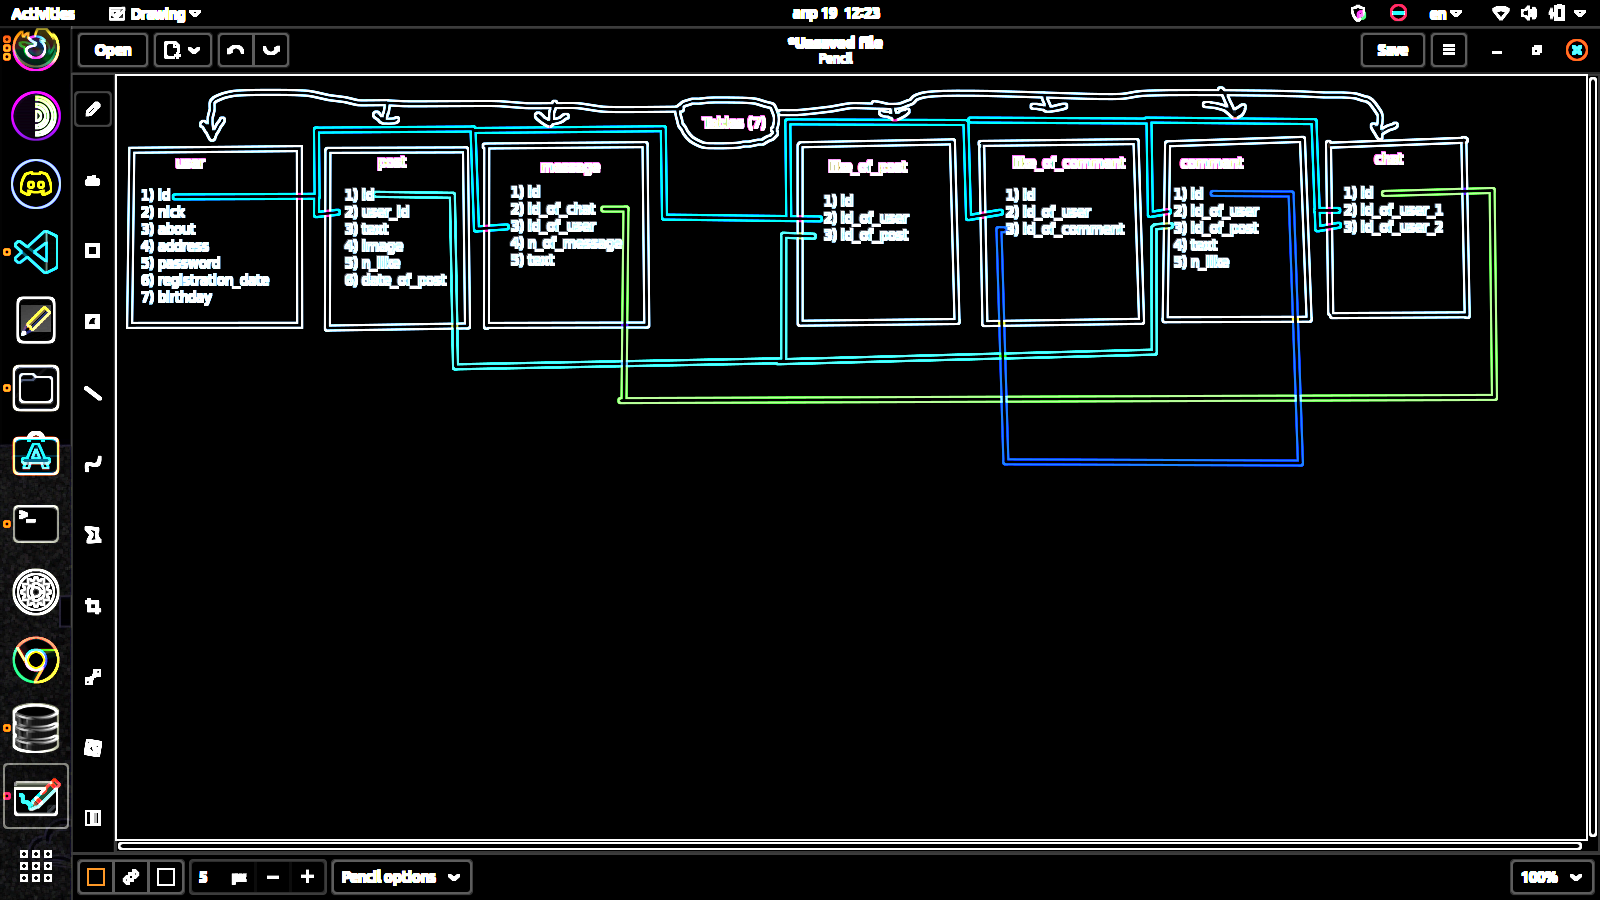 Activities
Drawing
апр 19 12:23
en
Open
*Unsaved file
Pencil
Save
Tables (7)
user
1) id
2) nick
3) about
4) address
5) password
6) registration_date
7) birthday
post
1) id
2) user_id
3) text
4) image
5) n_like
6) date_of_post
message
1) id
2) id_of_chat
3) id_of_user
4) n_of_message
5) text
like_of_post
1) id
2) id_of_user
3) id_of_post
like_of_comment
1) id
2) id_of_user
3) id_of_comment
comment
1) id
2) id_of_user
3) id_of_post
4) text
5) n_like
chat
1) id
2) id_of_user_1
3) id_of_user_2
5 px
Pencil options
100%